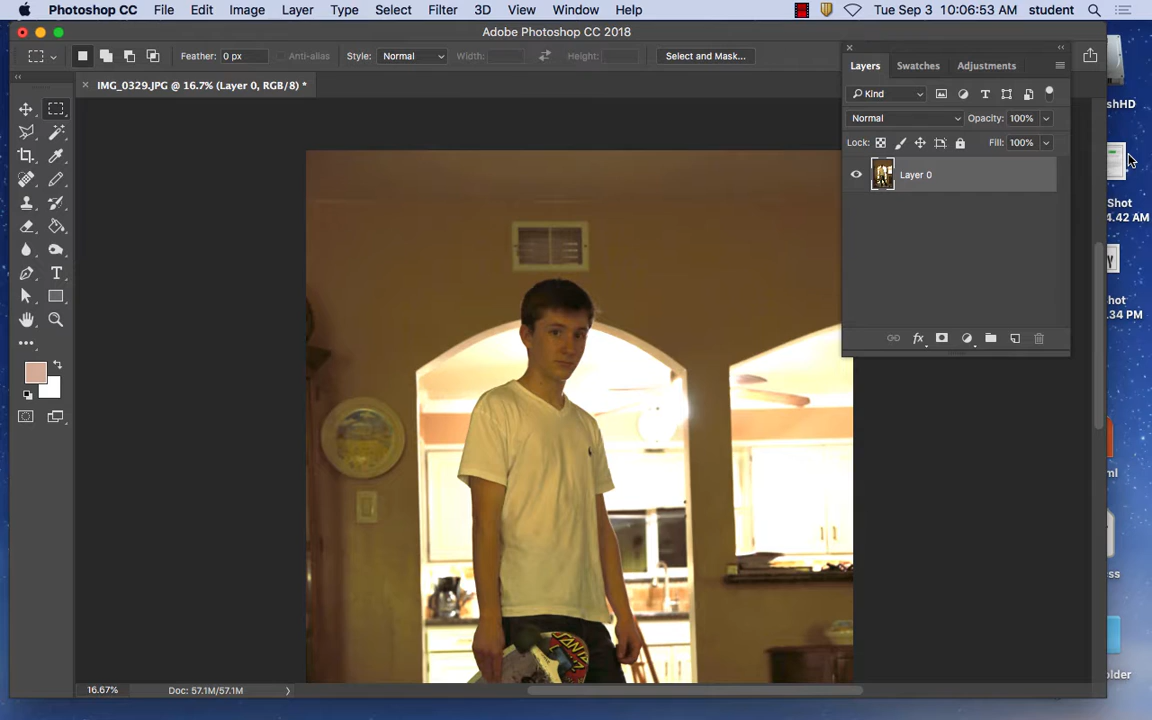 Photoshop CC File Edit Image Layer Type Select Filter 3D View Window Help Tue Sep 3 10:06:53 AM student
Adobe Photoshop CC 2018
Feather: 0 px Anti-alias Style: Normal Width: Height: Select and Mask...
IMG_0329.JPG @ 16.7% (Layer 0, RGB/8) *
Layers Swatches Adjustments
Kind
Normal Opacity: 100%
Lock: Fill: 100%
Layer 0
shHD
Shot
4.42 AM
hot
.34 PM
ml
ss
older
SANTA
16.67% Doc: 57.1M/57.1M